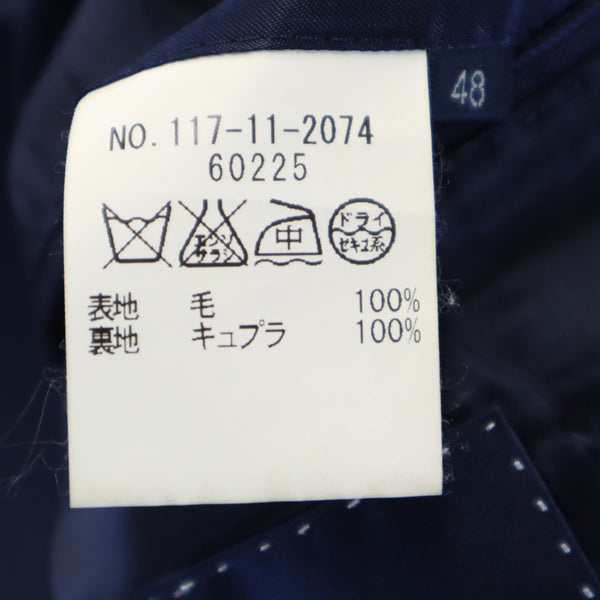 48
NO. 117-11-2074
60225
エンソ
サラシ
中
ドライ
セキユ系
表地 毛 100%
裏地 キュプラ 100%